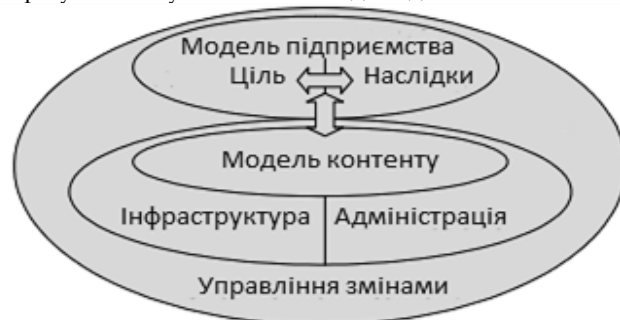 Модель підприємства
Ціль Наслідки
Модель контенту
Інфраструктура Адміністрація
Управління змінами